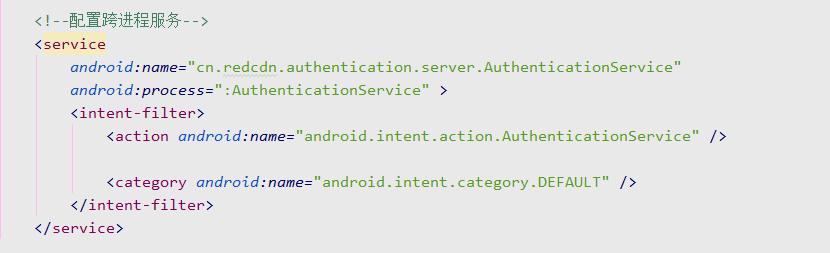 <!--配置跨进程服务-->
<service
android:name="cn.redcdn.authentication.server.AuthenticationService"
android:process=":AuthenticationService" >
<intent-filter>
<action android:name="android.intent.action.AuthenticationService" />
<category android:name="android.intent.category.DEFAULT" />
</intent-filter>
</service>